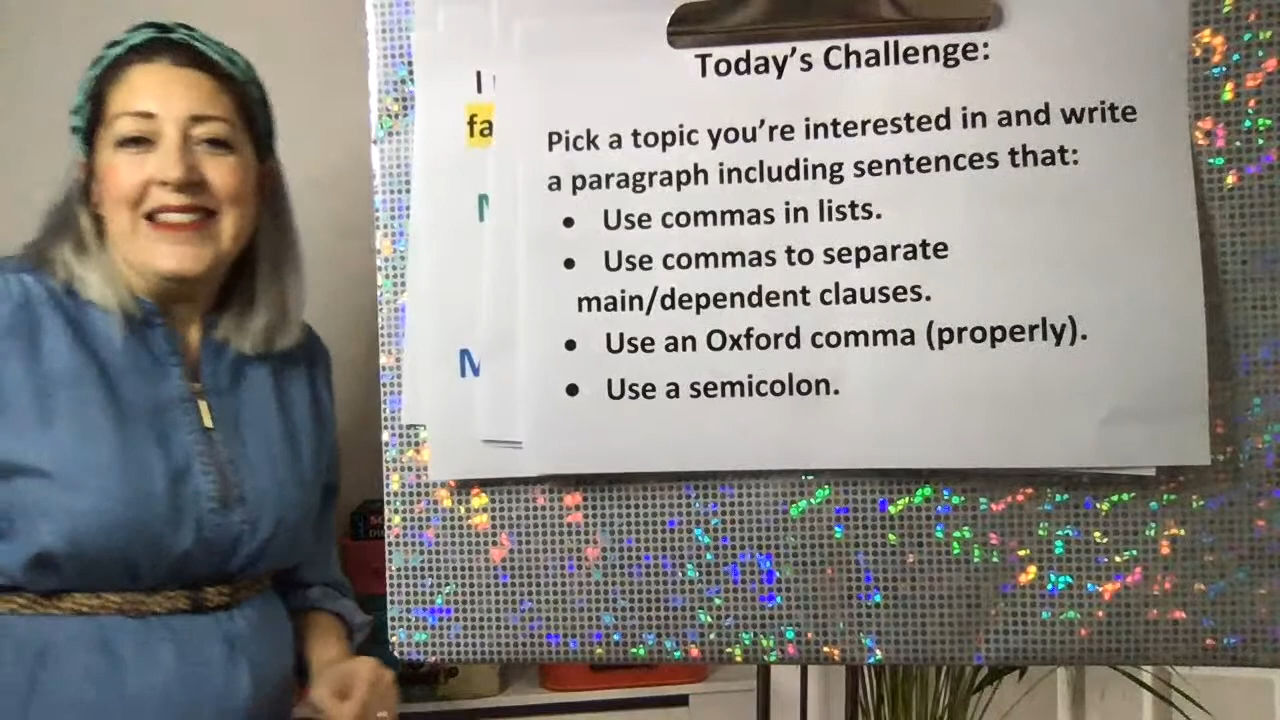 Today's Challenge:
Pick a topic you're interested in and write
a paragraph including sentences that:
• Use commas in lists.
• Use commas to separate
main/dependent clauses.
• Use an Oxford comma (properly).
• Use a semicolon.
I
fa
M